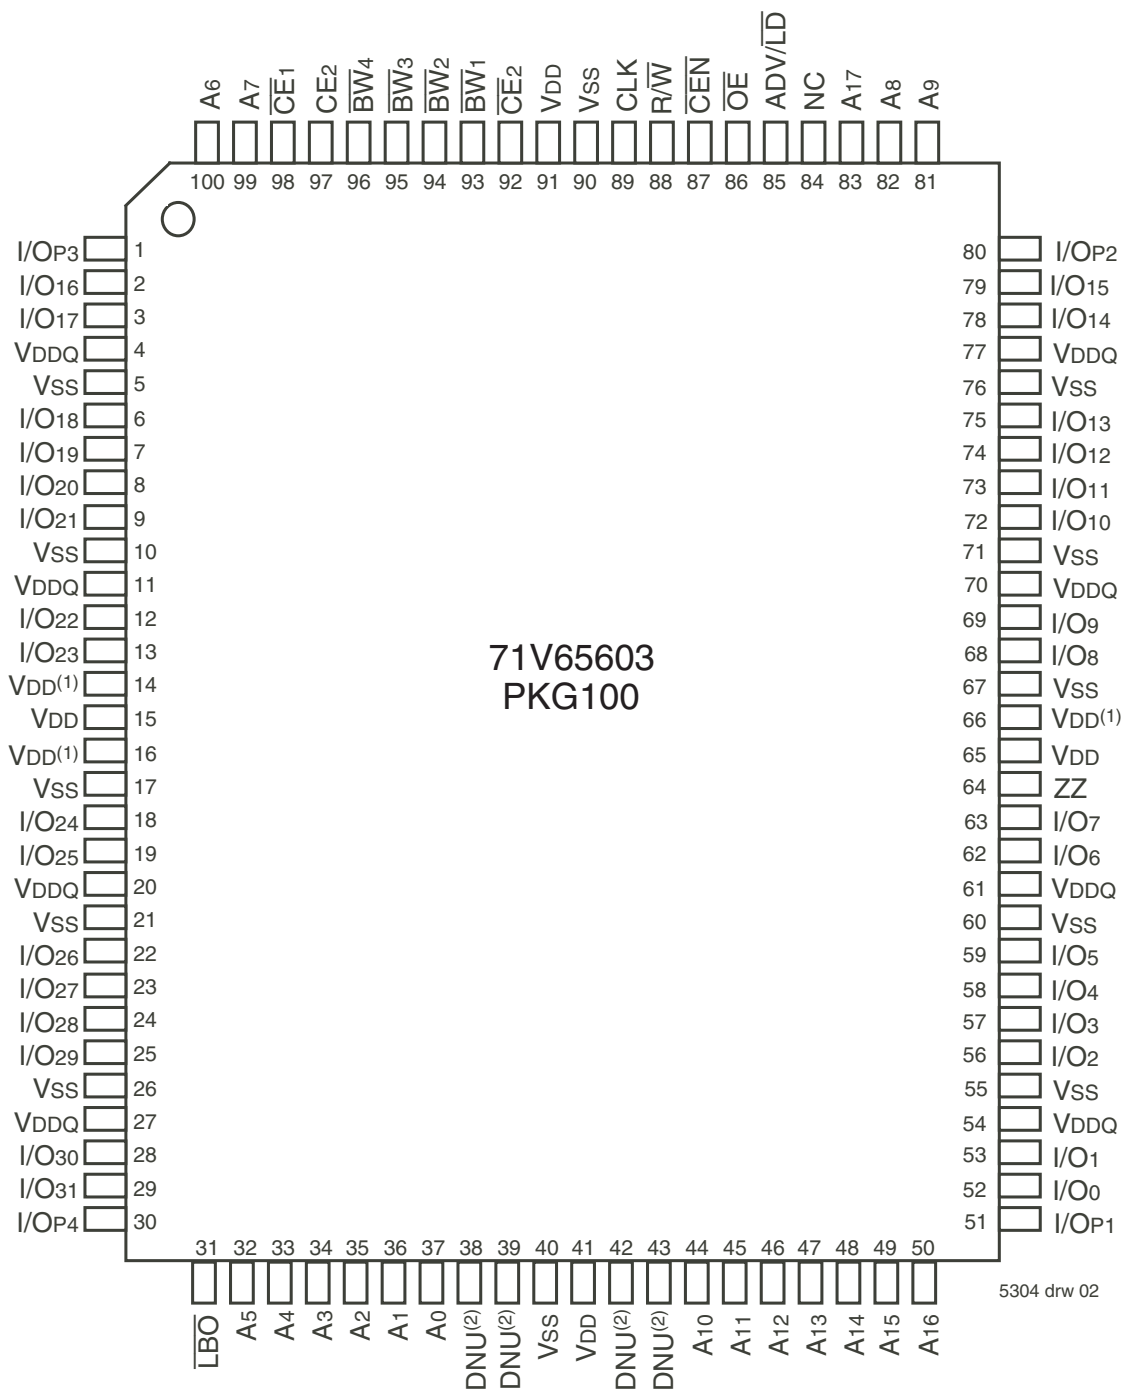 A6 A7 C̅E̅1 CE2 B̅W̅4 B̅W̅3 B̅W̅2 B̅W̅1 C̅E̅2 VDD VSS CLK R/W̅ C̅E̅N̅ O̅E̅ ADV/L̅D̅ NC A17 A8 A9
100 99 98 97 96 95 94 93 92 91 90 89 88 87 86 85 84 83 82 81
I/OP3 1 80 I/OP2
I/O16 2 79 I/O15
I/O17 3 78 I/O14
VDDQ 4 77 VDDQ
VSS 5 76 VSS
I/O18 6 75 I/O13
I/O19 7 74 I/O12
I/O20 8 73 I/O11
I/O21 9 72 I/O10
VSS 10 71 VSS
VDDQ 11 70 VDDQ
I/O22 12 69 I/O9
I/O23 13 68 I/O8
71V65603
PKG100
VDD(1) 14 67 VSS
VDD 15 66 VDD(1)
VDD(1) 16 65 VDD
VSS 17 64 ZZ
I/O24 18 63 I/O7
I/O25 19 62 I/O6
VDDQ 20 61 VDDQ
VSS 21 60 VSS
I/O26 22 59 I/O5
I/O27 23 58 I/O4
I/O28 24 57 I/O3
I/O29 25 56 I/O2
VSS 26 55 VSS
VDDQ 27 54 VDDQ
I/O30 28 53 I/O1
I/O31 29 52 I/O0
I/OP4 30 51 I/OP1
31 32 33 34 35 36 37 38 39 40 41 42 43 44 45 46 47 48 49 50
L̅B̅O̅ A5 A4 A3 A2 A1 A0 DNU(2) DNU(2) VSS VDD DNU(2) DNU(2) A10 A11 A12 A13 A14 A15 A16
5304 drw 02